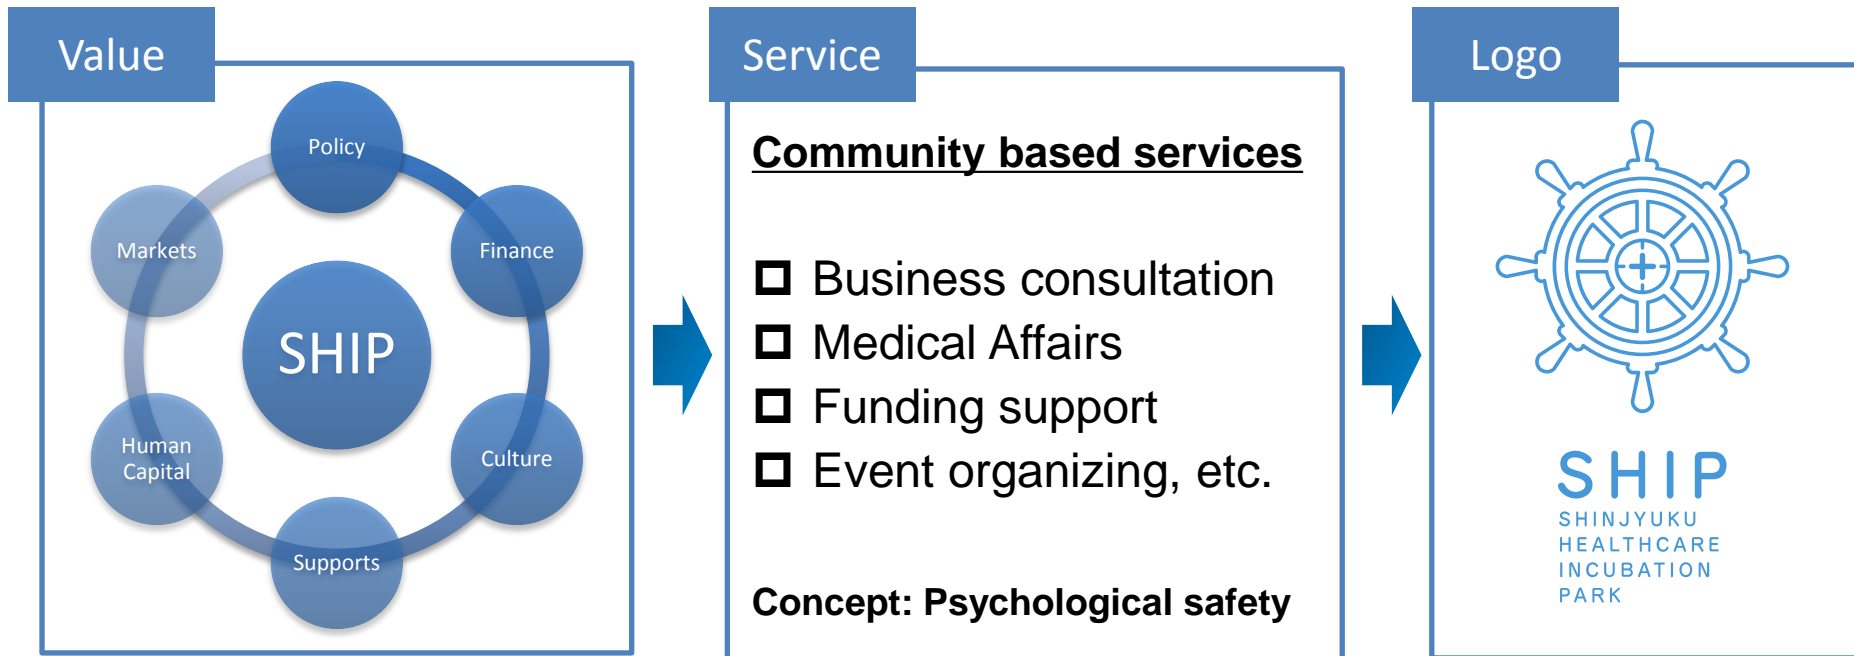 Value
Policy
Markets
Finance
SHIP
Human
Capital
Culture
Supports
Service
Community based services
Business consultation
Medical Affairs
Funding support
Event organizing, etc.
Concept: Psychological safety
Logo
SHIP
SHINJYUKU
HEALTHCARE
INCUBATION
PARK